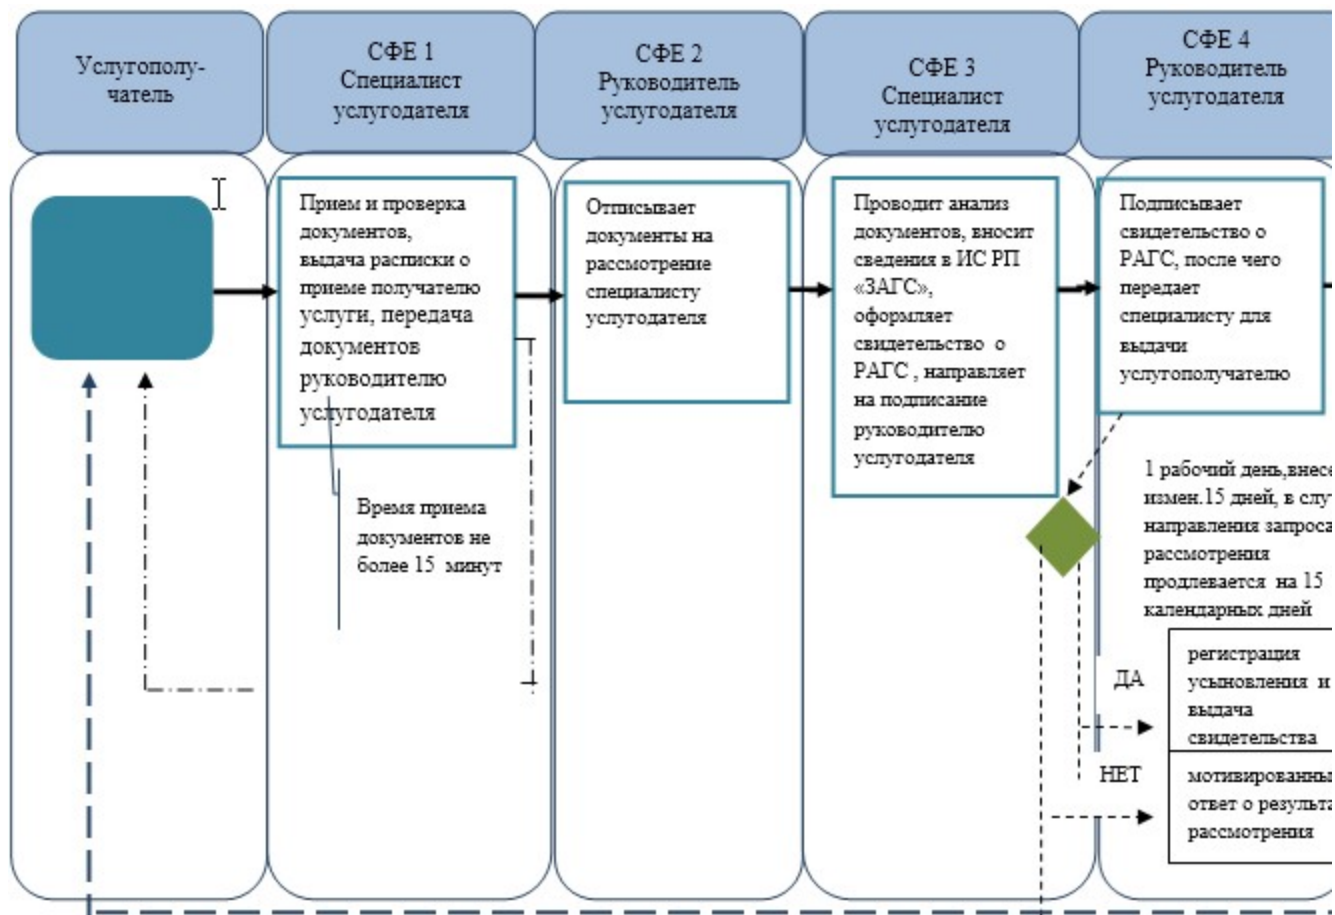 Услугополу-
чатель
СФЕ 1
Специалист
услугодателя
СФЕ 2
Руководитель
услугодателя
СФЕ 3
Специалист
услугодателя
СФЕ 4
Руководитель
услугодателя
Прием и проверка
документов,
выдача расписки о
приеме получателю
услуги, передача
документов
руководителю
услугодателя
Время приема
документов не
более 15 минут
Отписывает
документы на
рассмотрение
специалисту
услугодателя
Проводит анализ
документов, вносит
сведения в ИС РП
«ЗАГС»,
оформляет
свидетельство о
РАГС , направляет
на подписание
руководителю
услугодателя
Подписывает
свидетельство о
РАГС, после чего
передает
специалисту для
выдачи
услугополучателю
1 рабочий день,внесе
измен.15 дней, в слу
направления запроса
рассмотрения
продлевается на 15
календарных дней
ДА
регистрация
усыновления и
выдача
свидетельства
НЕТ
мотивированны
ответ о результа
рассмотрения